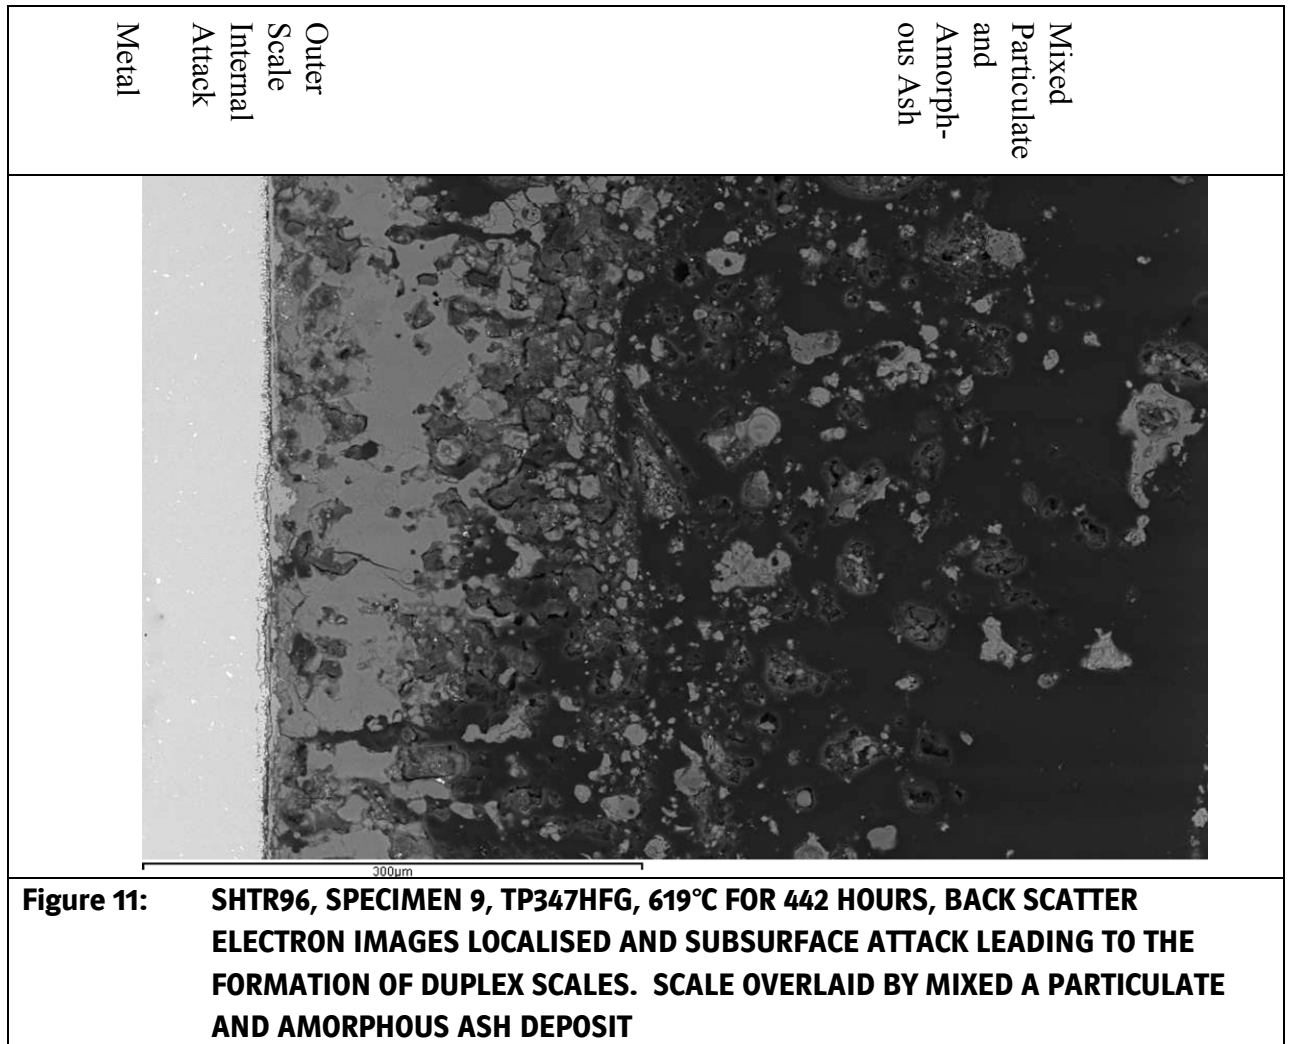 Metal
Internal
Attack
Outer
Scale
Mixed
Particulate
and
Amorph-
ous Ash
300µm
Figure 11: SHTR96, SPECIMEN 9, TP347HFG, 619°C FOR 442 HOURS, BACK SCATTER
ELECTRON IMAGES LOCALISED AND SUBSURFACE ATTACK LEADING TO THE
FORMATION OF DUPLEX SCALES. SCALE OVERLAID BY MIXED A PARTICULATE
AND AMORPHOUS ASH DEPOSIT